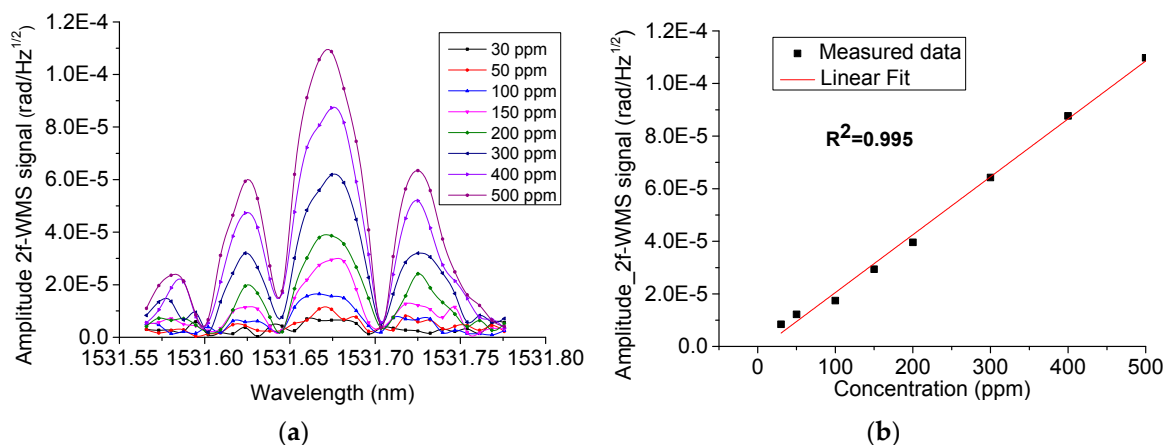 Amplitude 2f-WMS signal (rad/Hz^1/2)
1.2E-4
1.0E-4
8.0E-5
6.0E-5
4.0E-5
2.0E-5
0.0
1531.55 1531.60 1531.65 1531.70 1531.75 1531.80
Wavelength (nm)
30 ppm
50 ppm
100 ppm
150 ppm
200 ppm
300 ppm
400 ppm
500 ppm
(a)
Amplitude_2f-WMS signal (rad/Hz^1/2)
1.2E-4
1.0E-4
8.0E-5
6.0E-5
4.0E-5
2.0E-5
0.0
Measured data
Linear Fit
R^2=0.995
0 100 200 300 400 500
Concentration (ppm)
(b)